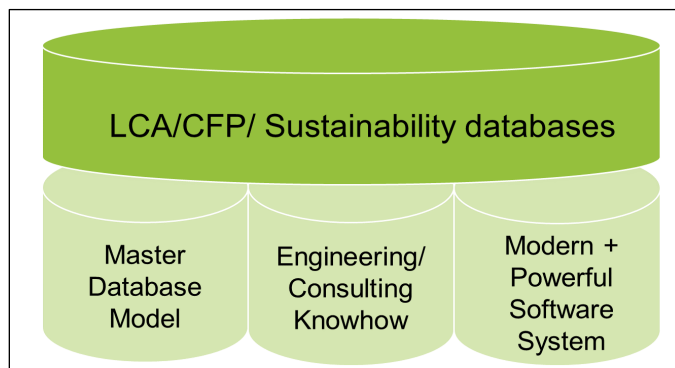 LCA/CFP/ Sustainability databases
Master
Database
Model
Engineering/
Consulting
Knowhow
Modern +
Powerful
Software
System